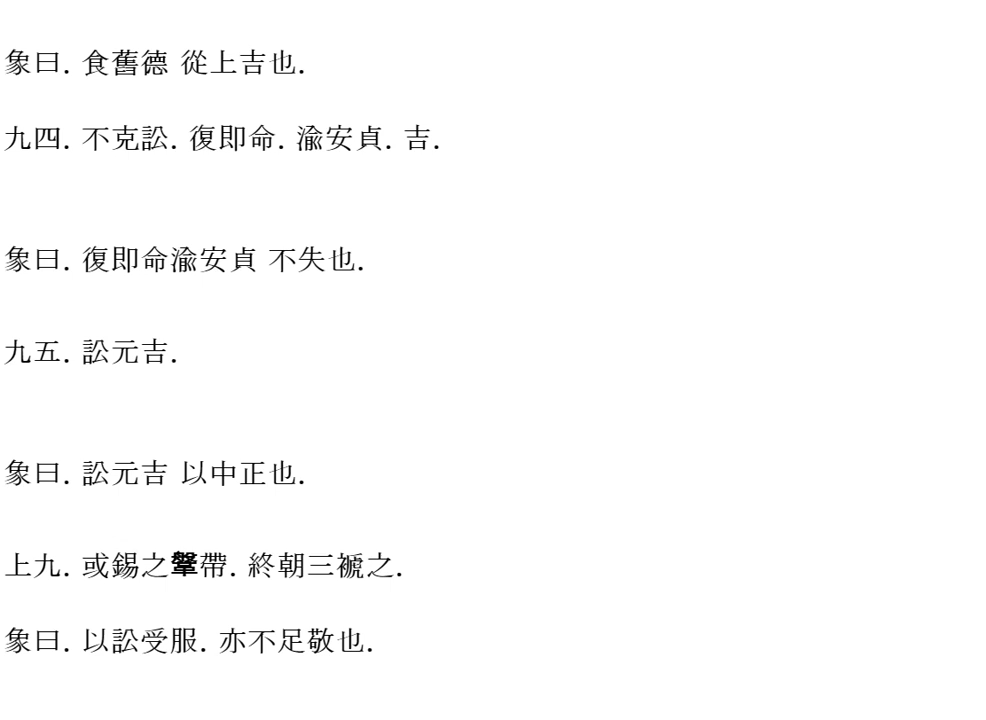 象曰. 食舊德 從上吉也.
九四. 不克訟. 復即命. 渝安貞. 吉.
象曰. 復即命渝安貞 不失也.
九五. 訟元吉.
象曰. 訟元吉 以中正也.
上九. 或錫之鞶帶. 終朝三褫之.
象曰. 以訟受服. 亦不足敬也.